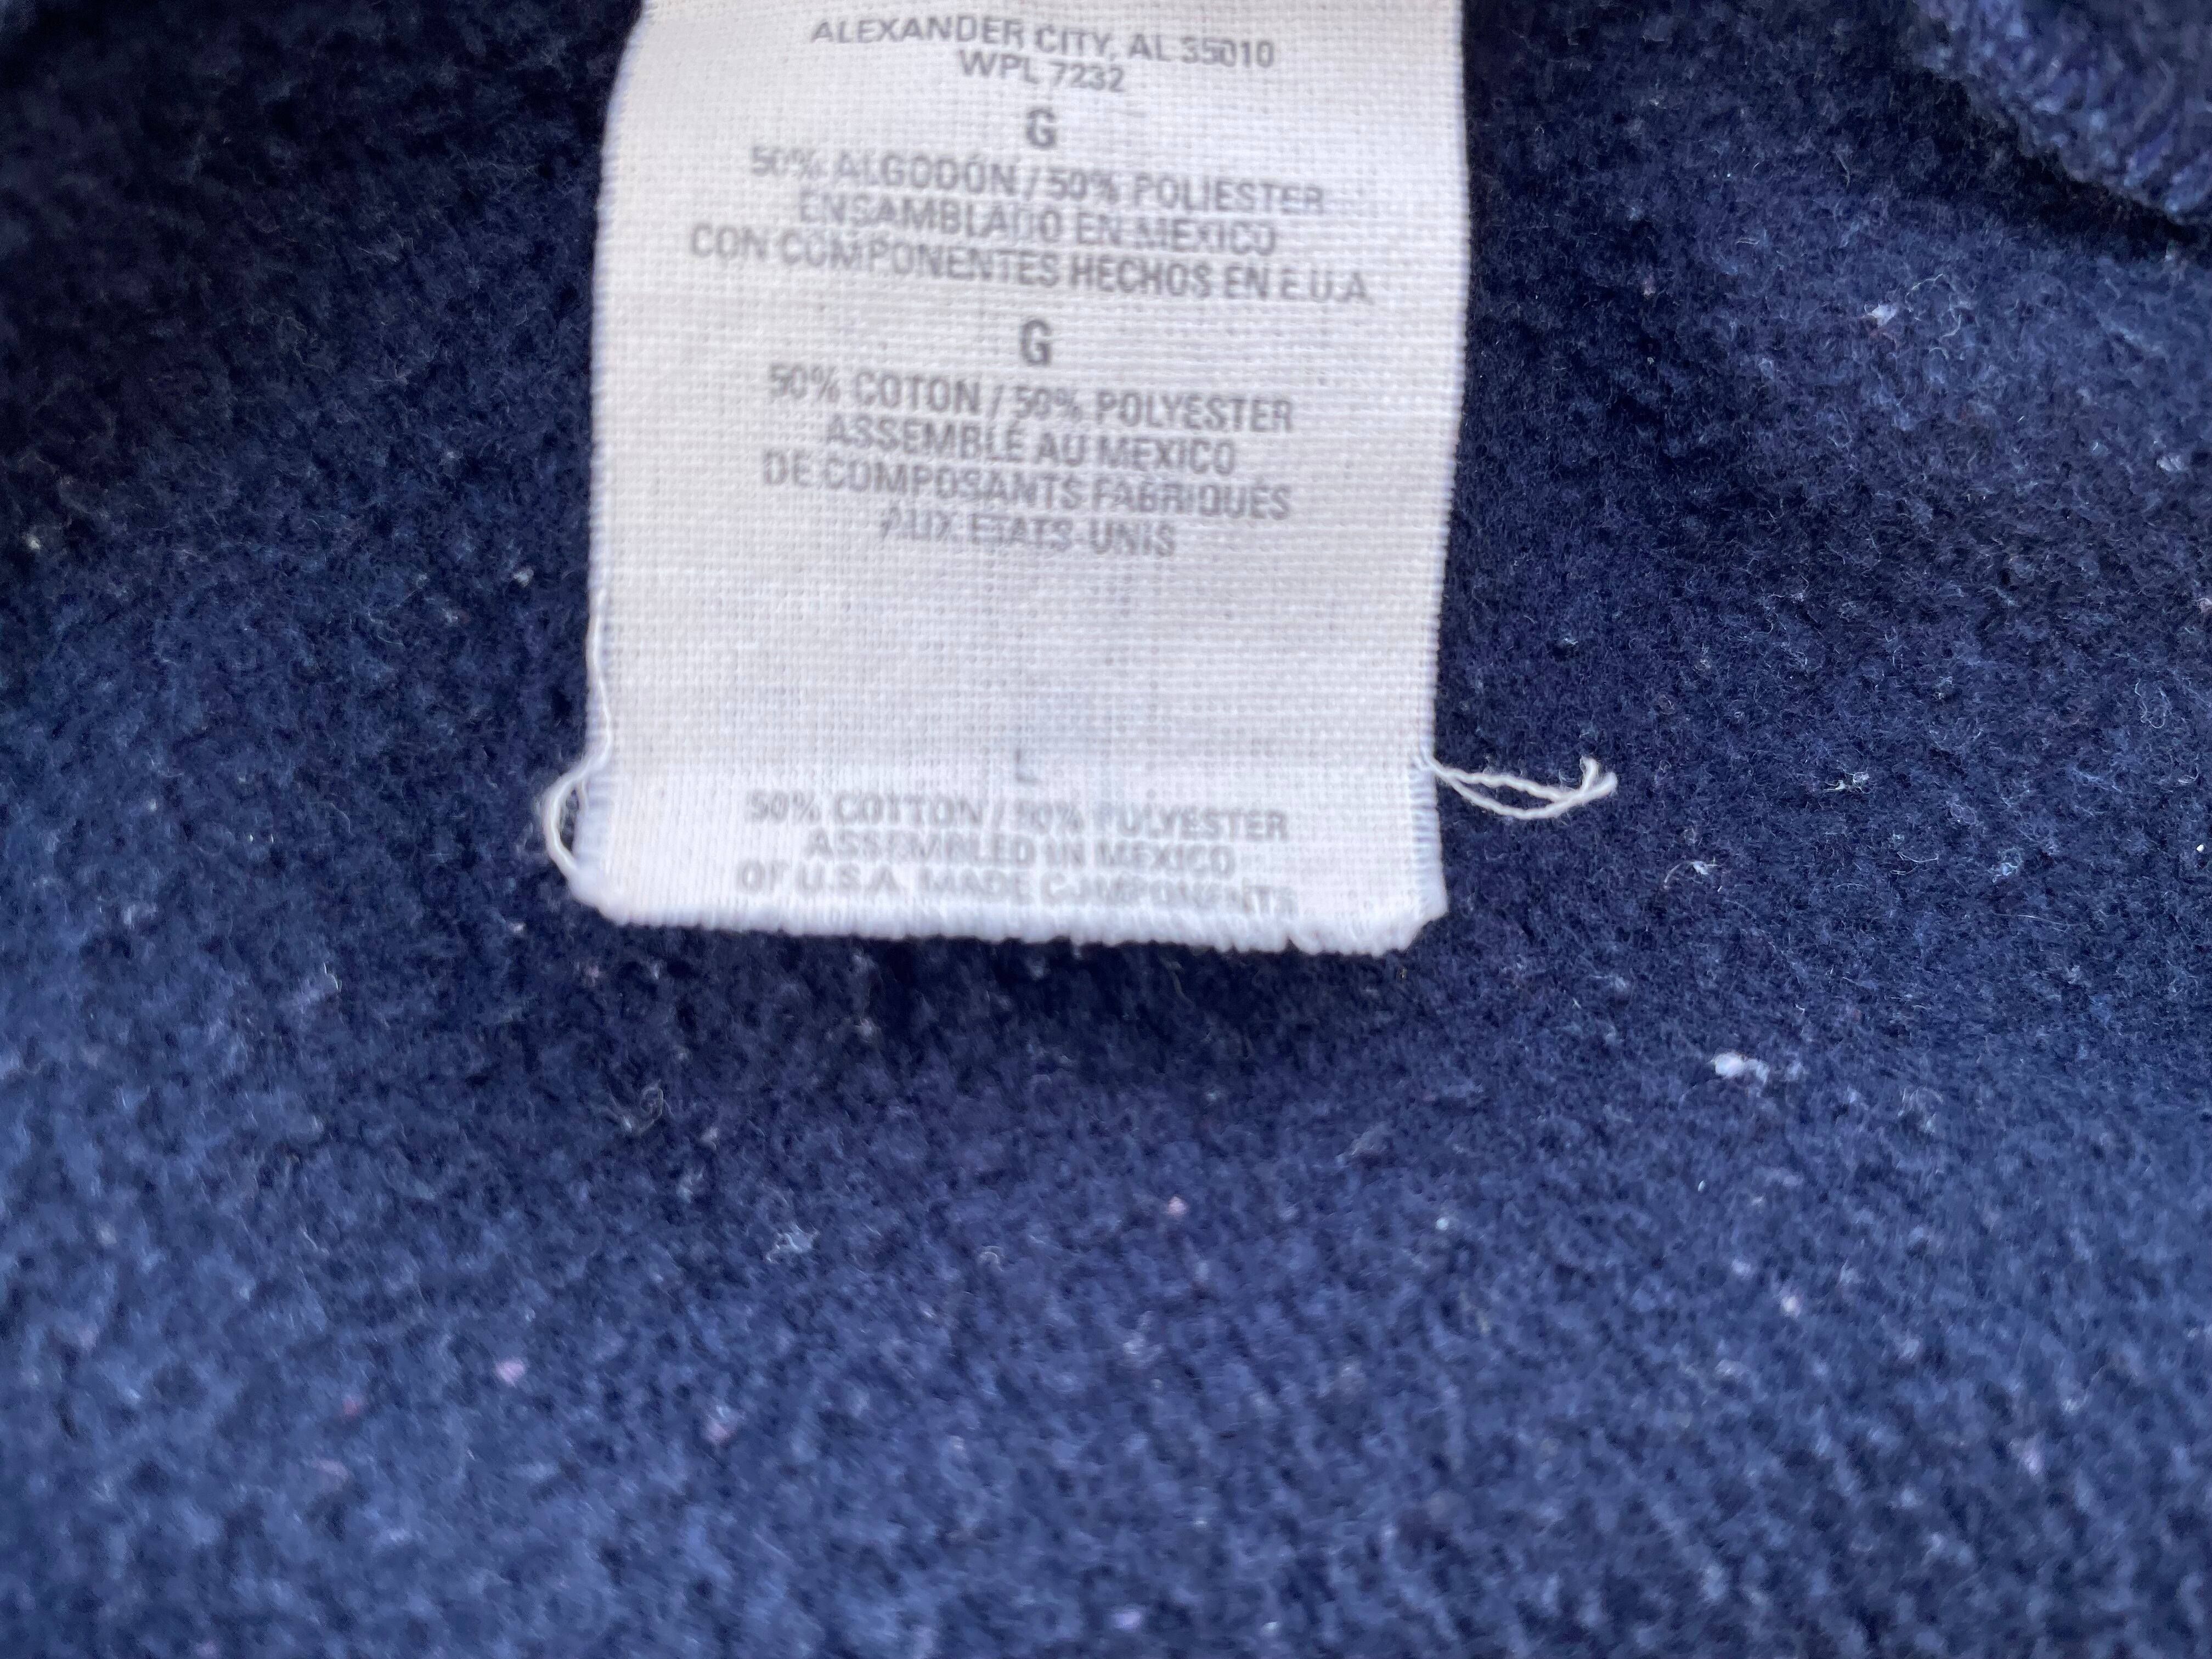 ALEXANDER CITY, AL 35010
WPL 7232
G
50% ALGODÓN / 50% POLIESTER
ENSAMBLADO EN MEXICO
CON COMPONENTES HECHOS EN E.U.A.
G
50% COTON / 50% POLYESTER
ASSEMBLÉ AU MEXICO
DE COMPOSANTS FABRIQUÉS
AUX ETATS-UNIS
L
50% COTTON / 50% POLYESTER
ASSEMBLED IN MEXICO
OF U.S.A. MADE COMPONENTS